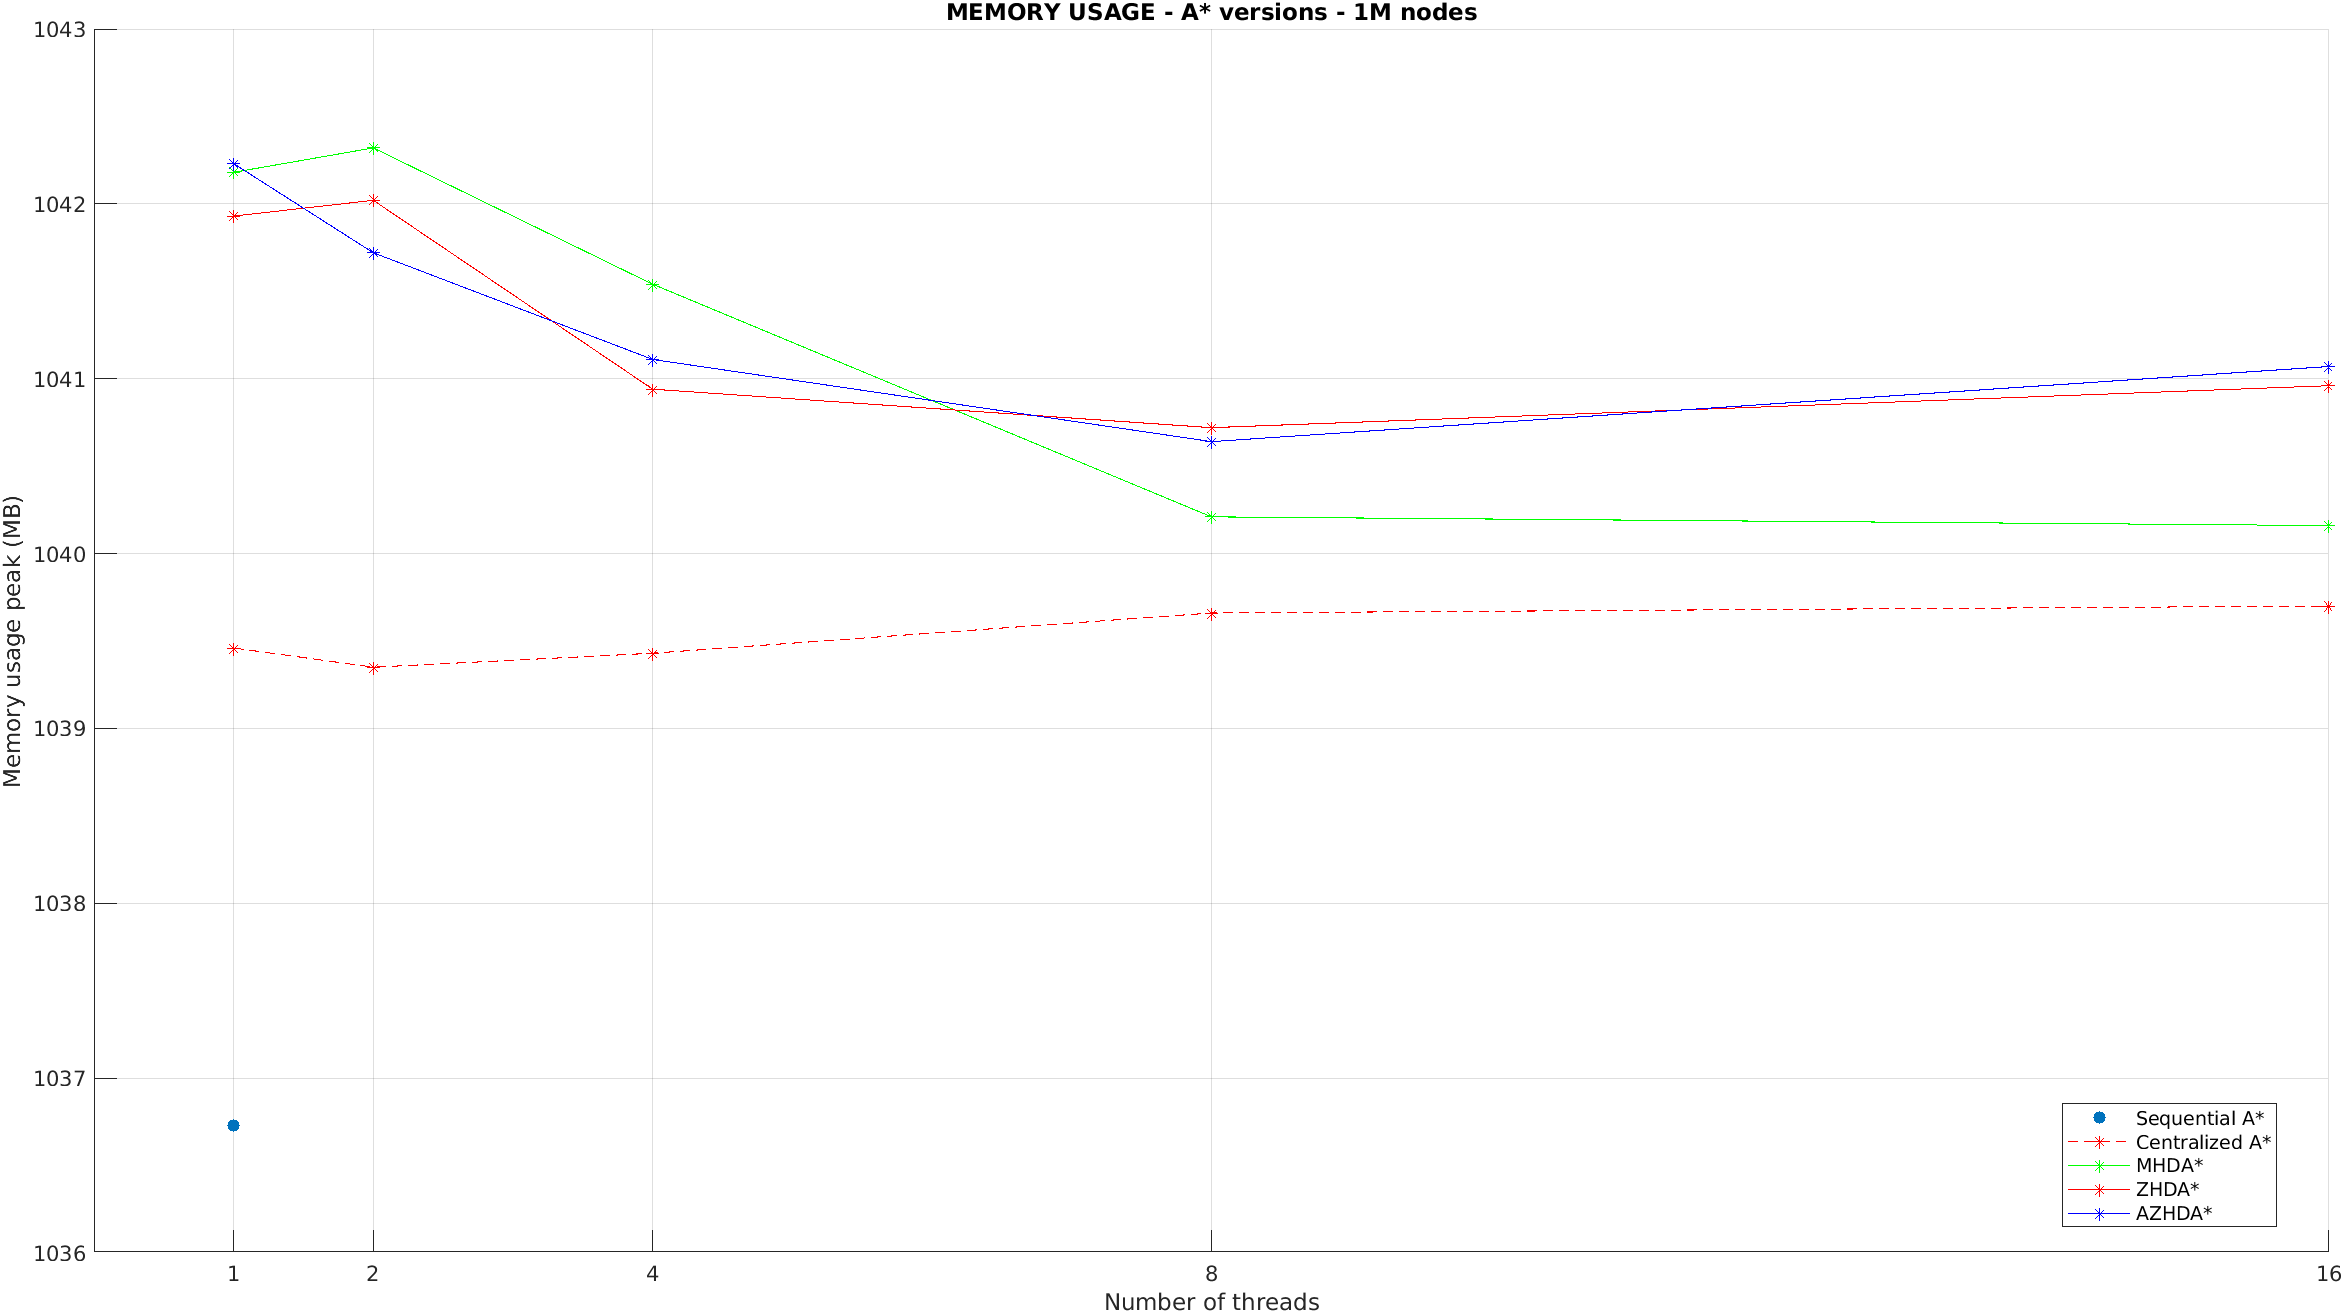 MEMORY USAGE - A* versions - 1M nodes
1043
1042
1041
1040
1039
1038
1037
1036
Memory usage peak (MB)
1 2 4 8 16
Number of threads
Sequential A*
Centralized A*
MHDA*
ZHDA*
AZHDA*